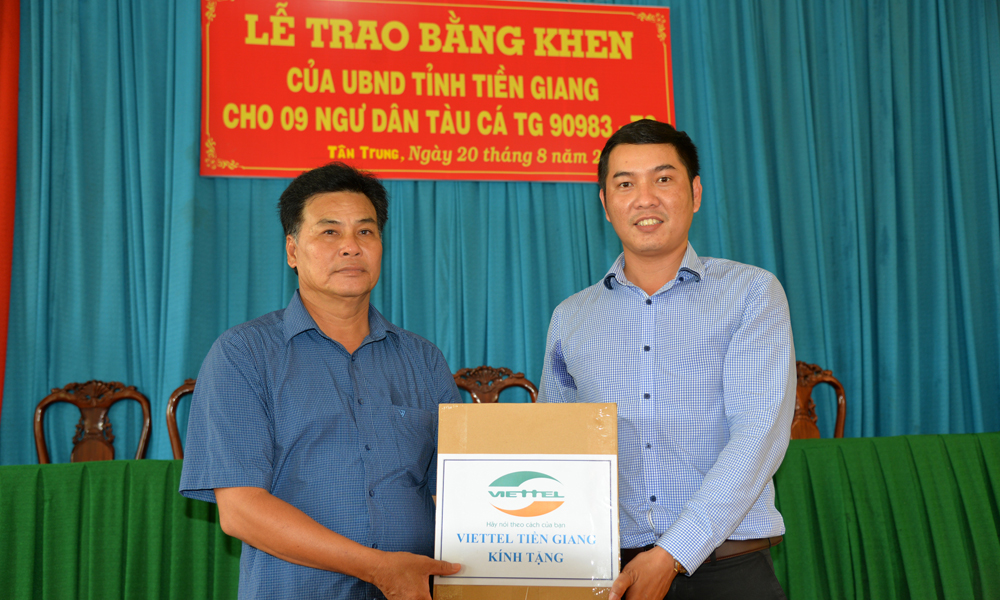 LỄ TRAO BẰNG KHEN
CỦA UBND TỈNH TIỀN GIANG
CHO 09 NGƯ DÂN TÀU CÁ TG 90983
TÂN TRUNG, Ngày 20 tháng 8 năm 2
VIETTEL
Hãy nói theo cách của bạn
VIETTEL TIỀN GIANG
KÍNH TẶNG